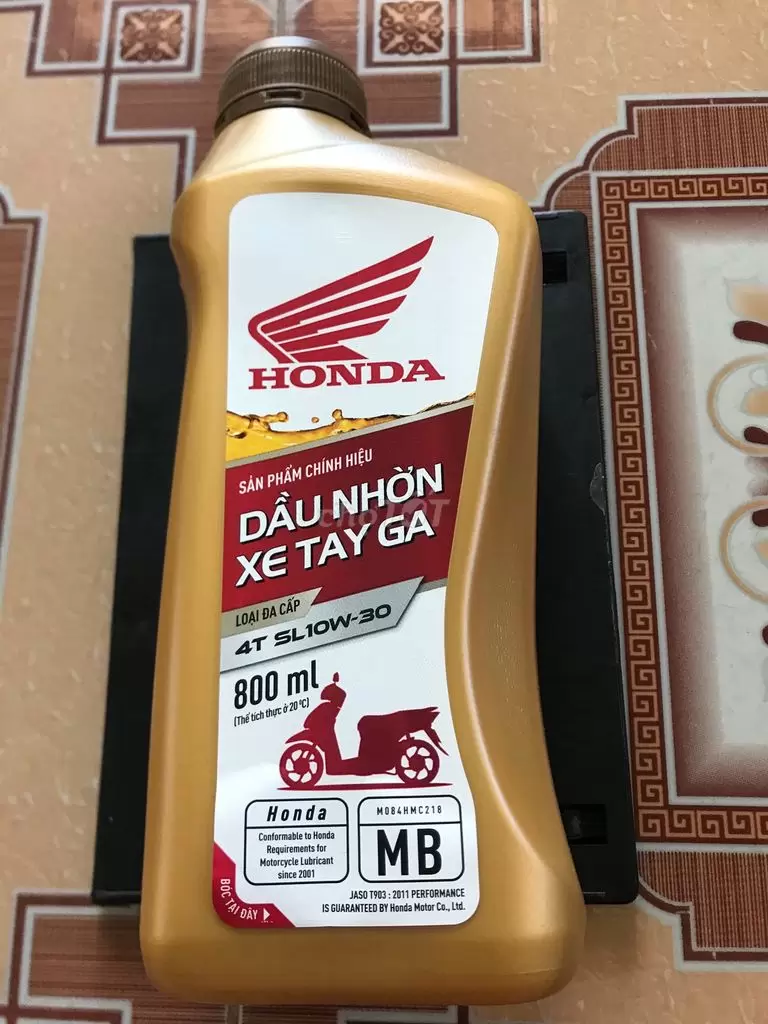 HONDA
SẢN PHẨM CHÍNH HIỆU
DẦU NHỜN
XE TAY GA
LOẠI ĐA CẤP
4T SL10W-30
800 ml
(Thể tích thực ở 20 ºC)
Honda
Conformable to Honda
Requirements for
Motorcycle Lubricant
since 2001
M084HMC218
MB
JASO T903 : 2011 PERFORMANCE
IS GUARANTEED BY Honda Motor Co., Ltd.
BÓC TẠI ĐÂY
chợTỐT